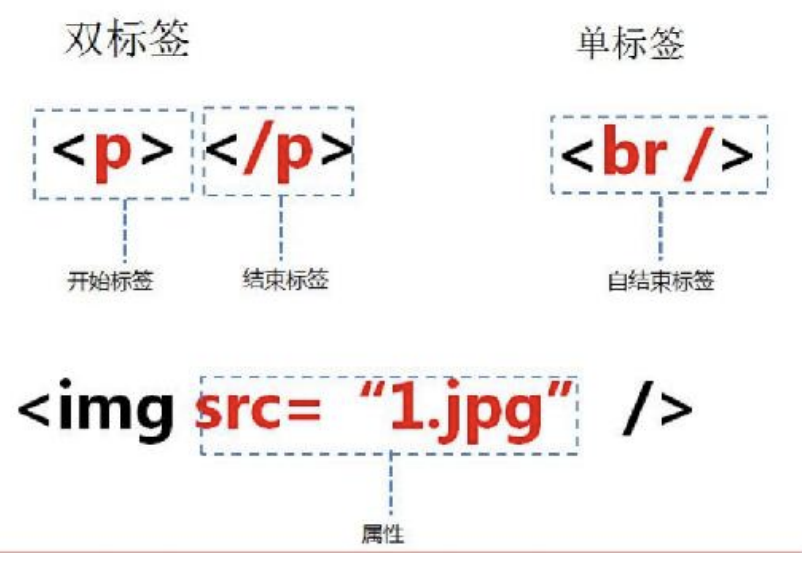 双标签 单标签
<p> </p> <br />
开始标签 结束标签 自结束标签
<img src= “1.jpg” />
属性